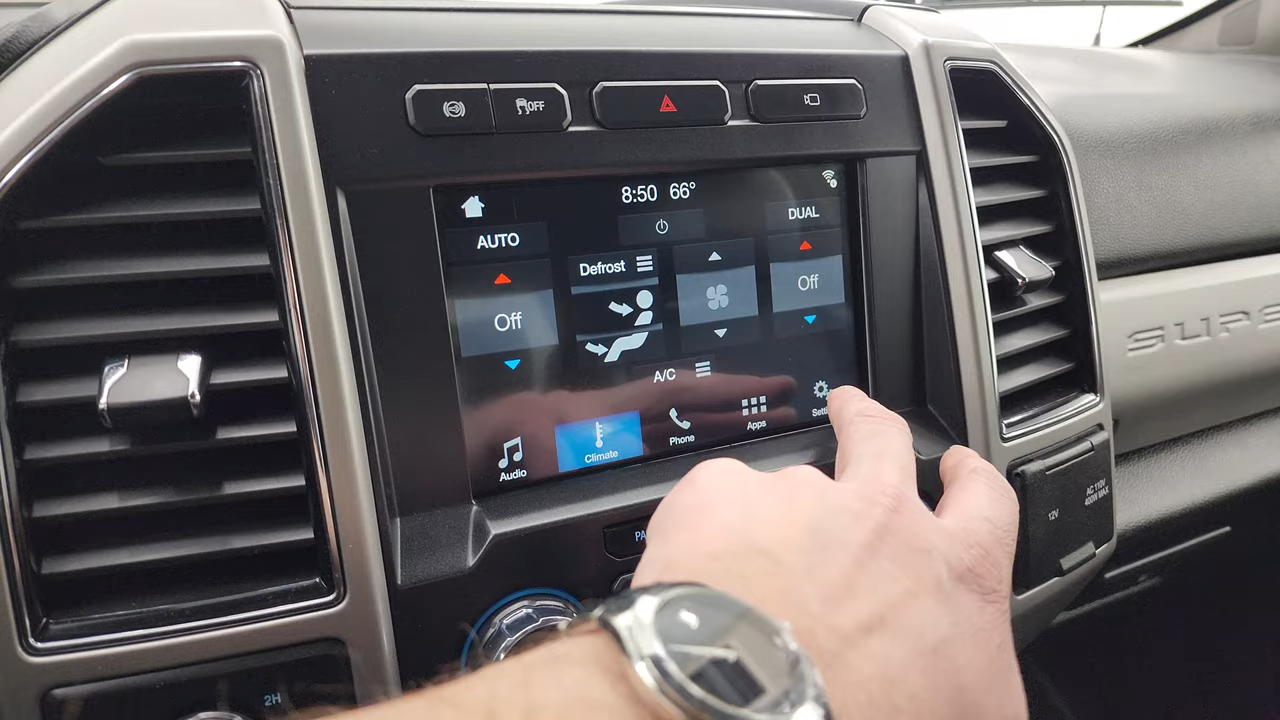 OFF
8:50 66°
AUTO
DUAL
Defrost
Off
Off
A/C
Audio
Climate
Phone
Apps
12V
AC 110V
400W MAX
2H